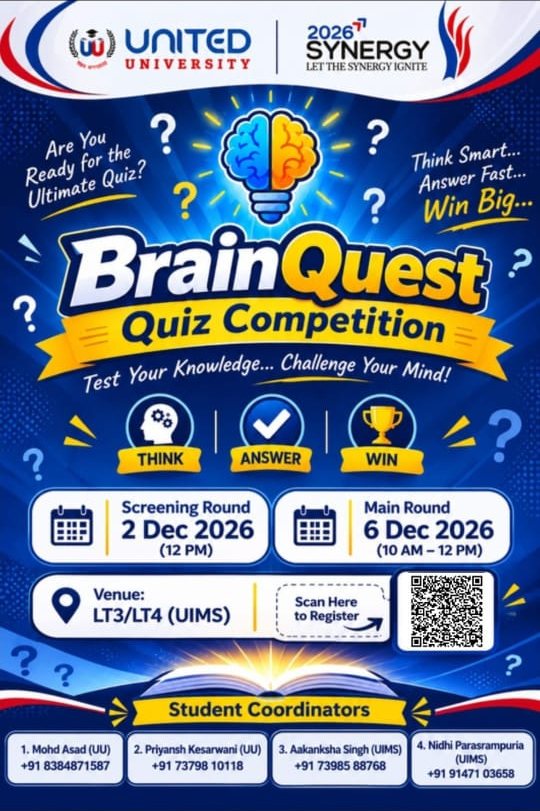 UU
UNITED
UNIVERSITY
2026
SYNERGY
LET THE SYNERGY IGNITE
Are You
Ready for the
Ultimate Quiz?
Think Smart...
Answer Fast...
Win Big...
BrainQuest
Quiz Competition
Test Your Knowledge... Challenge Your Mind!
THINK
ANSWER
WIN
Screening Round
2 Dec 2026
(12 PM)
Main Round
6 Dec 2026
(10 AM – 12 PM)
Venue:
LT3/LT4 (UIMS)
Scan Here
to Register
Student Coordinators
1. Mohd Asad (UU)
+91 8384871587
2. Priyansh Kesarwani (UU)
+91 73798 10118
3. Aakanksha Singh (UIMS)
+91 73985 88768
4. Nidhi Parasrampuria
(UIMS)
+91 91471 03658